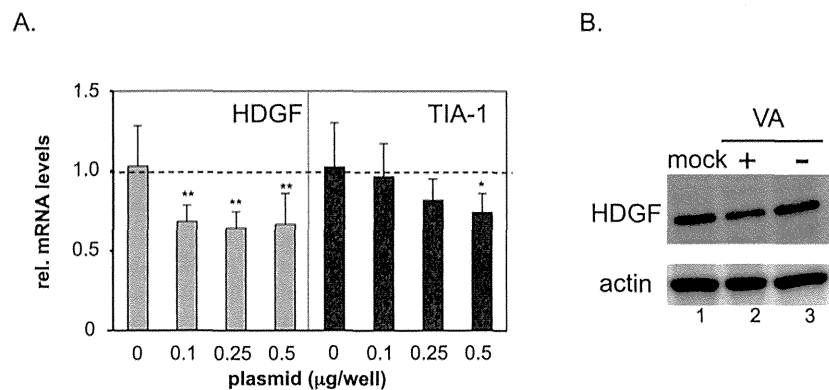 A.
B.
1.5
HDGF
TIA-1
1.0
** ** ** *
0.5
0
rel. mRNA levels
0 0.1 0.25 0.5 0 0.1 0.25 0.5
plasmid (μg/well)
VA
mock + -
HDGF
actin
1 2 3